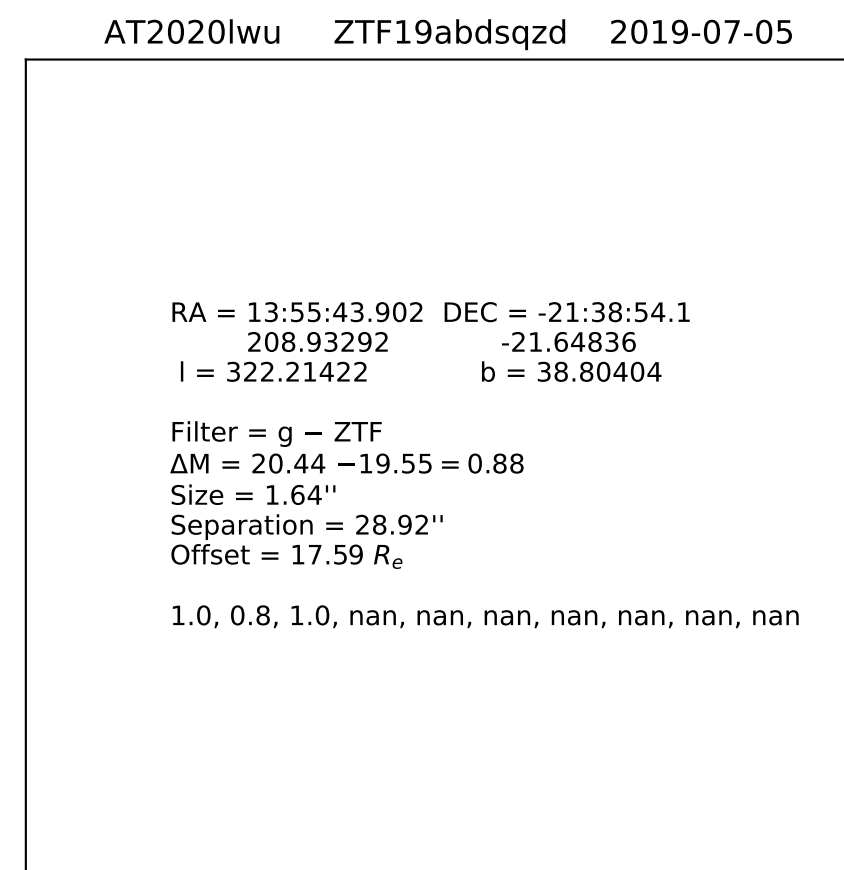 AT2020lwu ZTF19abdsqzd 2019-07-05
RA = 13:55:43.902 DEC = -21:38:54.1
208.93292 -21.64836
l = 322.21422 b = 38.80404
Filter = g − ZTF
ΔM = 20.44 −19.55 = 0.88
Size = 1.64''
Separation = 28.92''
Offset = 17.59 Rₑ
1.0, 0.8, 1.0, nan, nan, nan, nan, nan, nan, nan